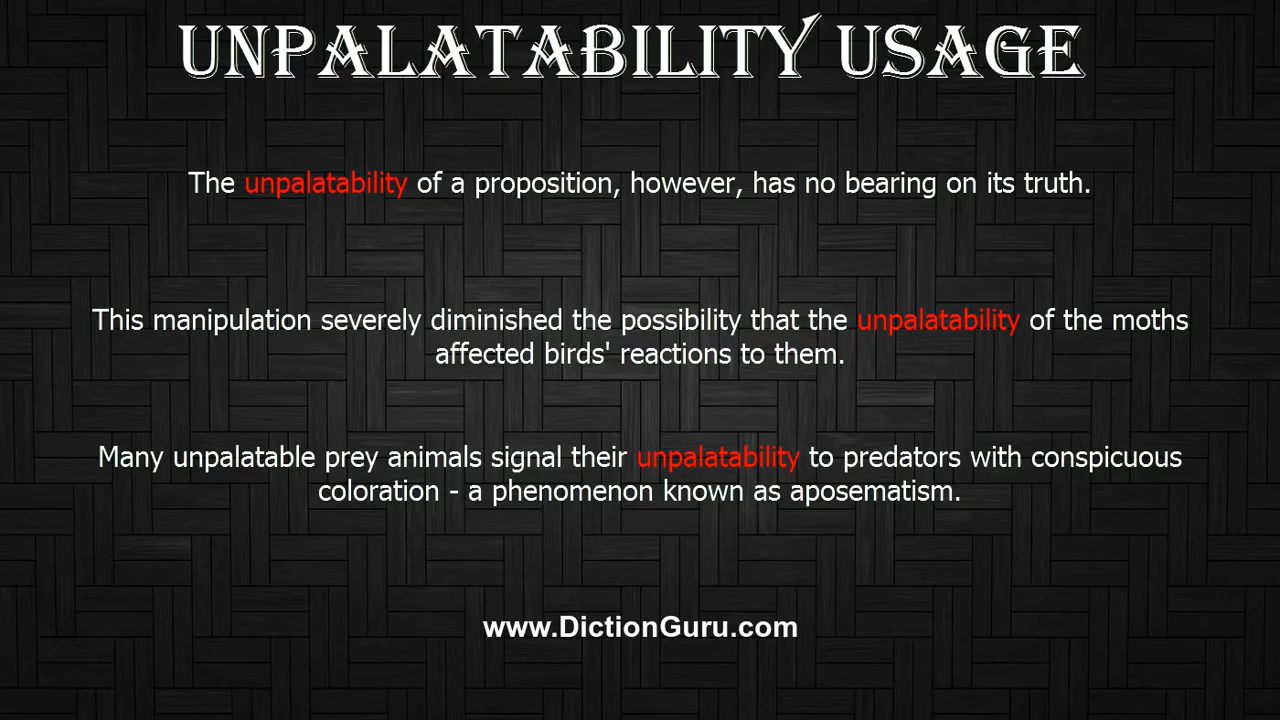 UNPALATABILITY USAGE
The unpalatability of a proposition, however, has no bearing on its truth.
This manipulation severely diminished the possibility that the unpalatability of the moths
affected birds' reactions to them.
Many unpalatable prey animals signal their unpalatability to predators with conspicuous
coloration - a phenomenon known as aposematism.
www.DictionGuru.com